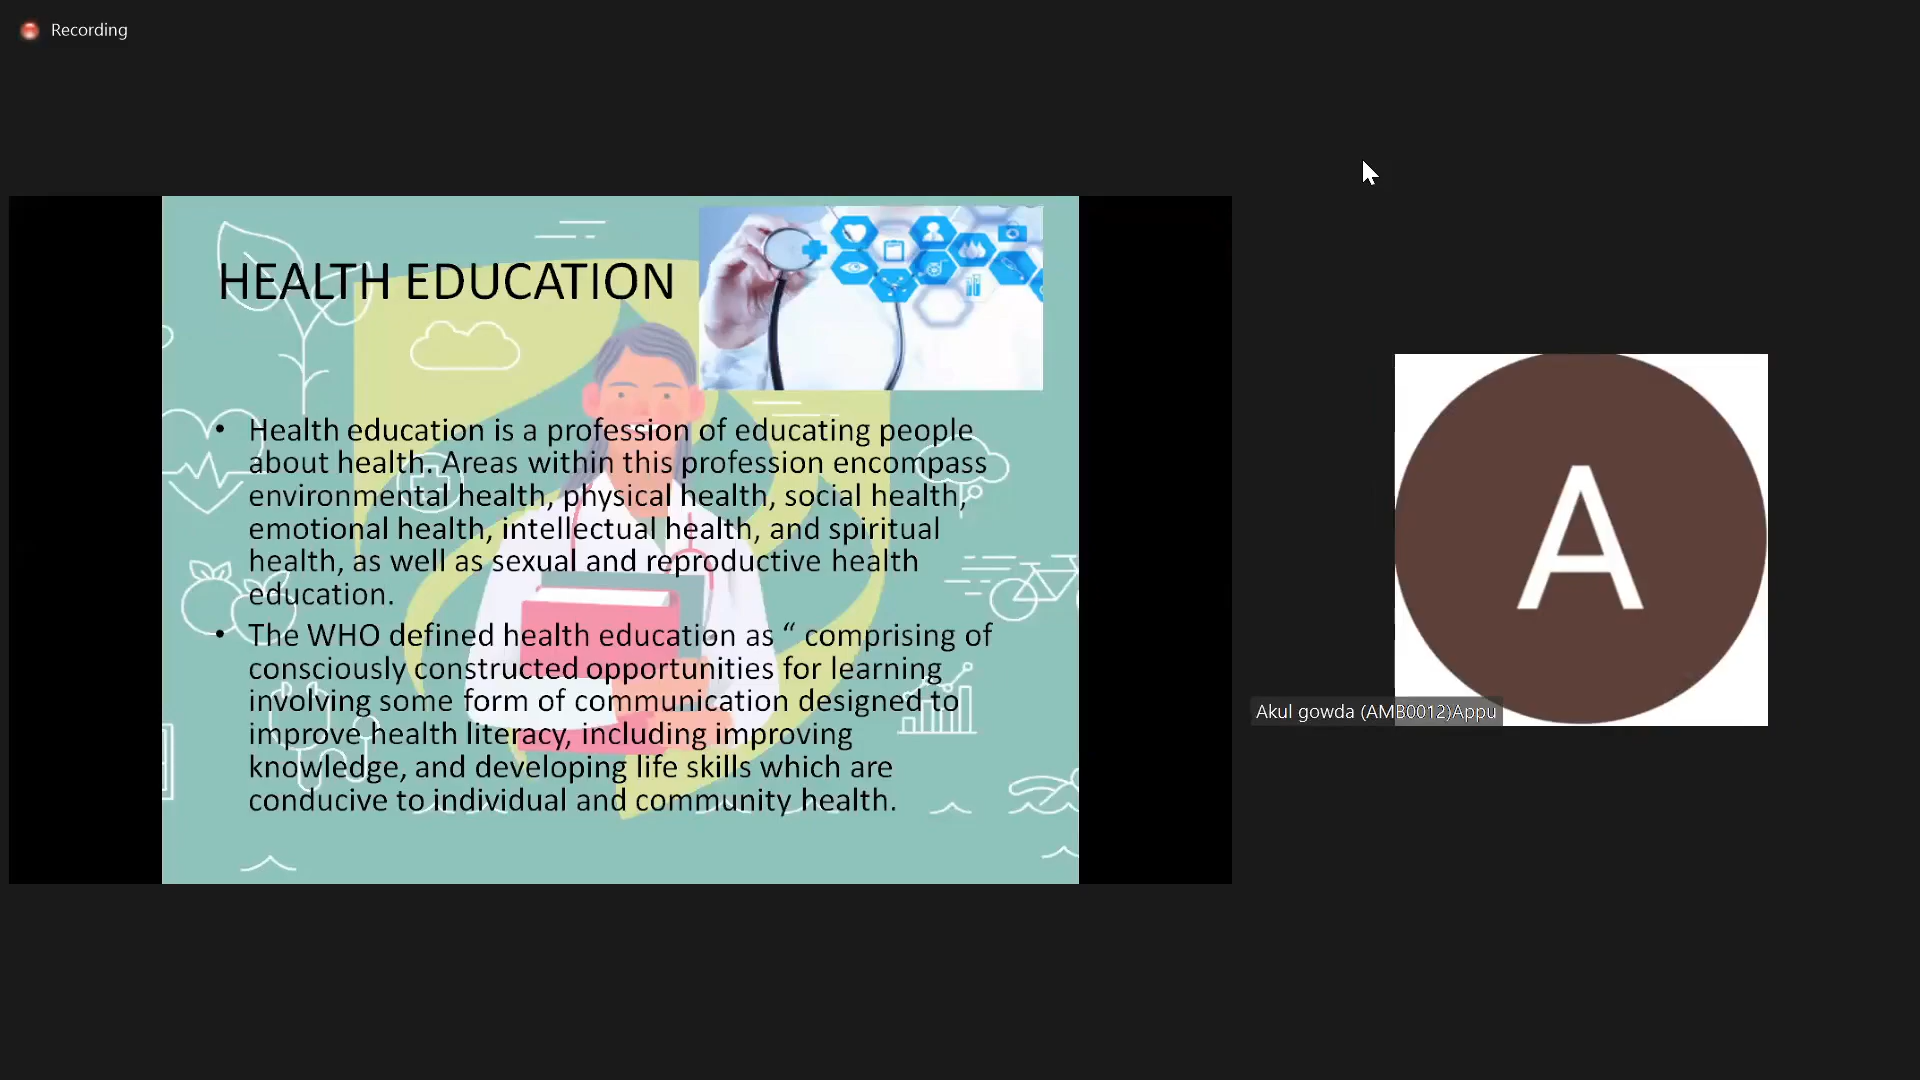 Recording
HEALTH EDUCATION
• Health education is a profession of educating people
about health. Areas within this profession encompass
environmental health, physical health, social health,
emotional health, intellectual health, and spiritual
health, as well as sexual and reproductive health
education.
• The WHO defined health education as “ comprising of
consciously constructed opportunities for learning
involving some form of communication designed to
improve health literacy, including improving
knowledge, and developing life skills which are
conducive to individual and community health.
A
Akul gowda (AMB0012)Appu